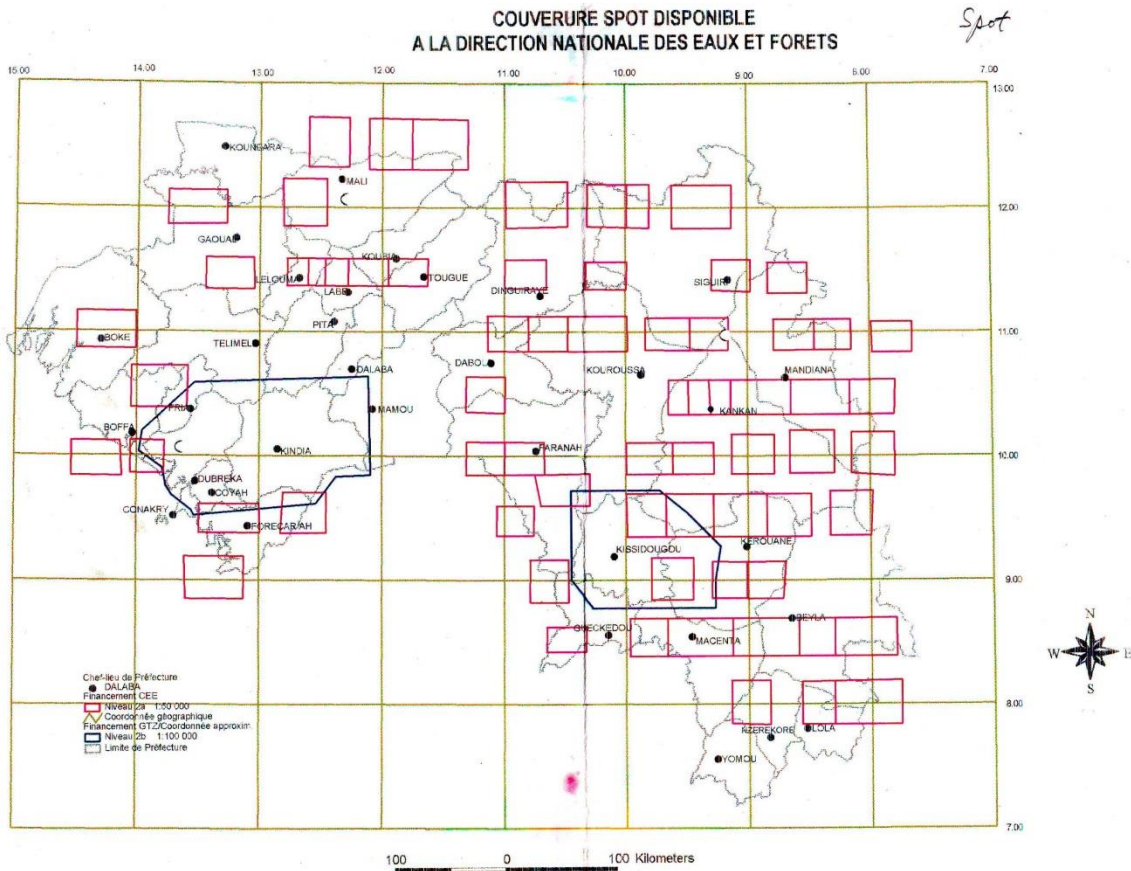 COUVERURE SPOT DISPONIBLE
A LA DIRECTION NATIONALE DES EAUX ET FORETS
Spot
15.00 14.00 13.00 12.00 11.00 10.00 9.00 8.00 7.00
13.00
KOUNDARA
MALI
12.00
GAOUAL
KOUBIA
LELOUMA
TOUGUE
LABE
DINGUIRAYE
SIGUIRI
PITA
11.00
BOKE
TELIMELE
DALABA
DABOLA
KOUROUSSA
MANDIANA
FRIA
MAMOU
KANKAN
BOFFA
KINDIA
FARANAH
10.00
DUBREKA
COYAH
CONAKRY
FORECARIAH
KISSIDOUGOU
KEROUANE
9.00
GUECKEDOU
MACENTA
BEYLA
N
W E
S
Chef-lieu de Préfecture
DALABA
Financement CEE
Niveau 2a 1:50 000
Coordonnée géographique
Financement GTZ/Coordonnée approxim.
Niveau 2b 1:100 000
Limite de Préfecture
8.00
NZEREKORE
LOLA
YOMOU
7.00
100 0 100 Kilometers